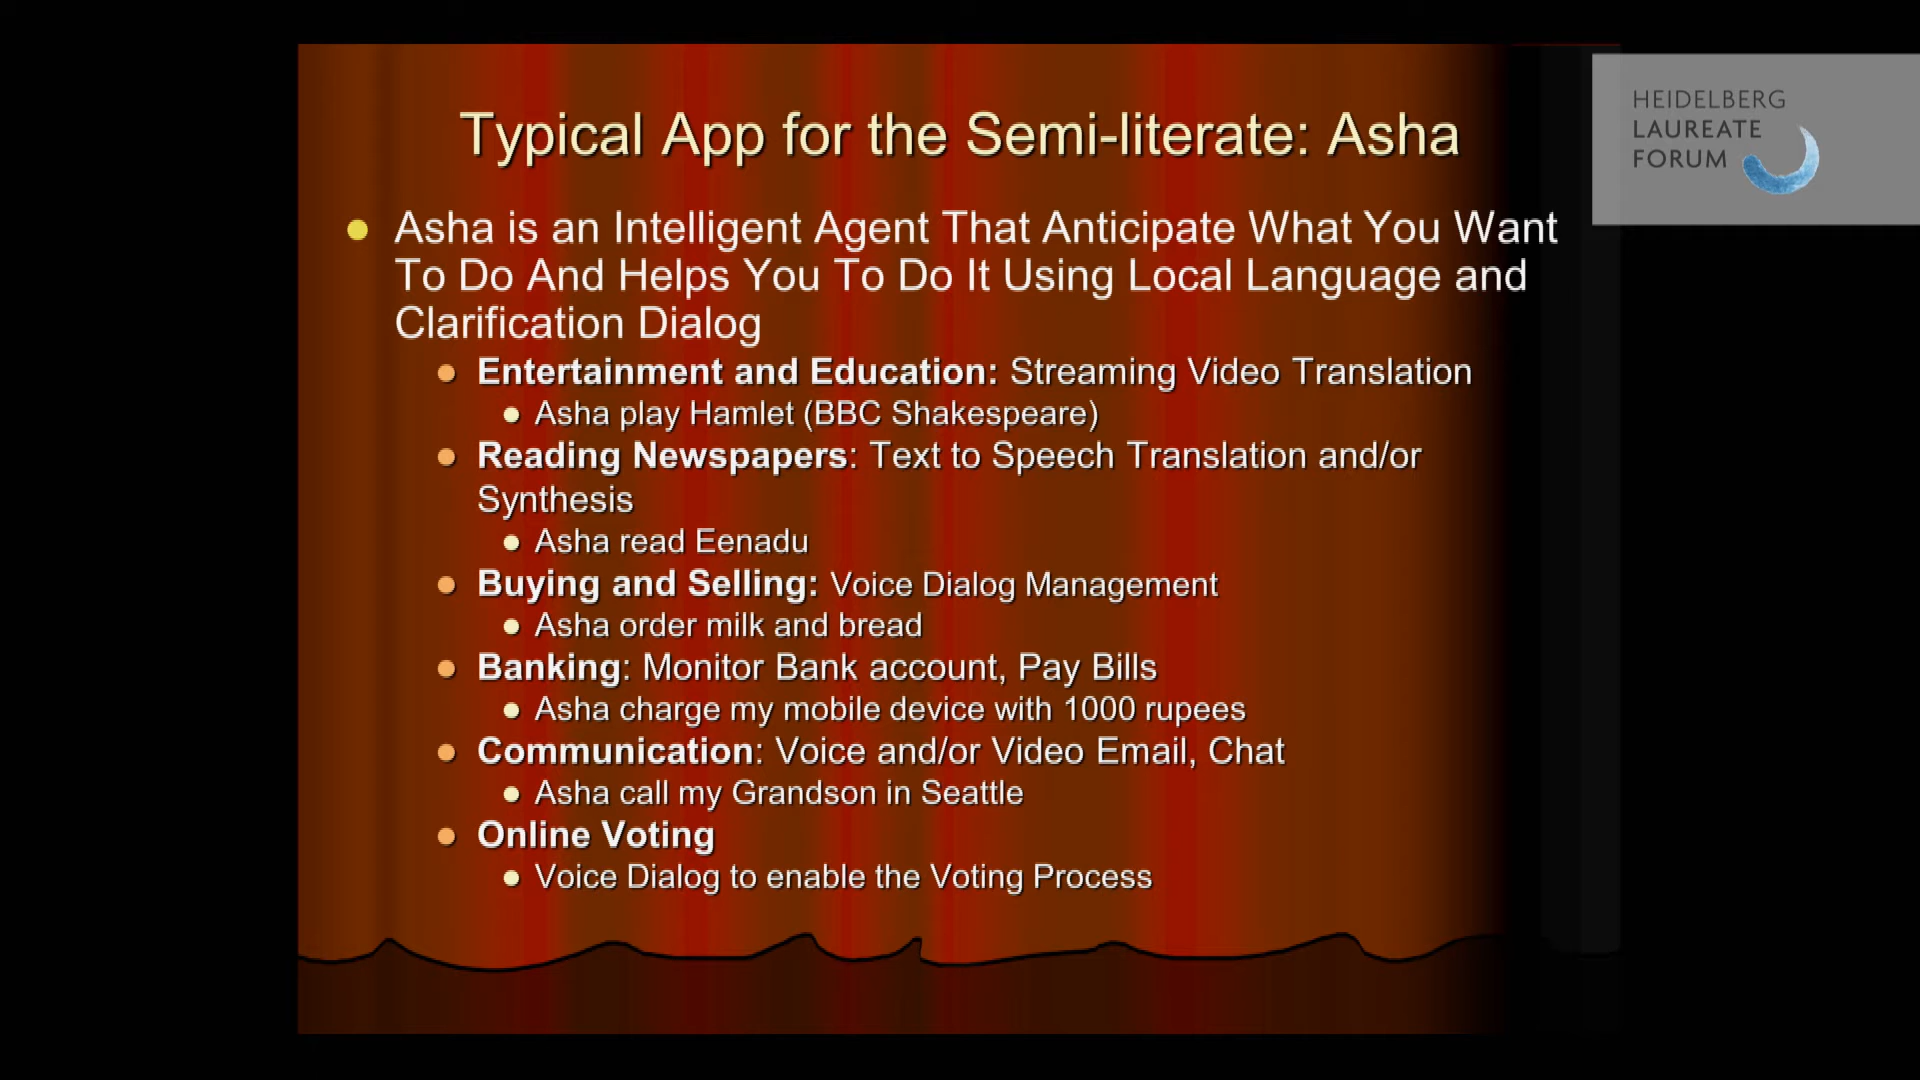 Typical App for the Semi-literate: Asha
Asha is an Intelligent Agent That Anticipate What You Want
To Do And Helps You To Do It Using Local Language and
Clarification Dialog
Entertainment and Education: Streaming Video Translation
Asha play Hamlet (BBC Shakespeare)
Reading Newspapers: Text to Speech Translation and/or
Synthesis
Asha read Eenadu
Buying and Selling: Voice Dialog Management
Asha order milk and bread
Banking: Monitor Bank account, Pay Bills
Asha charge my mobile device with 1000 rupees
Communication: Voice and/or Video Email, Chat
Asha call my Grandson in Seattle
Online Voting
Voice Dialog to enable the Voting Process
HEIDELBERG
LAUREATE
FORUM